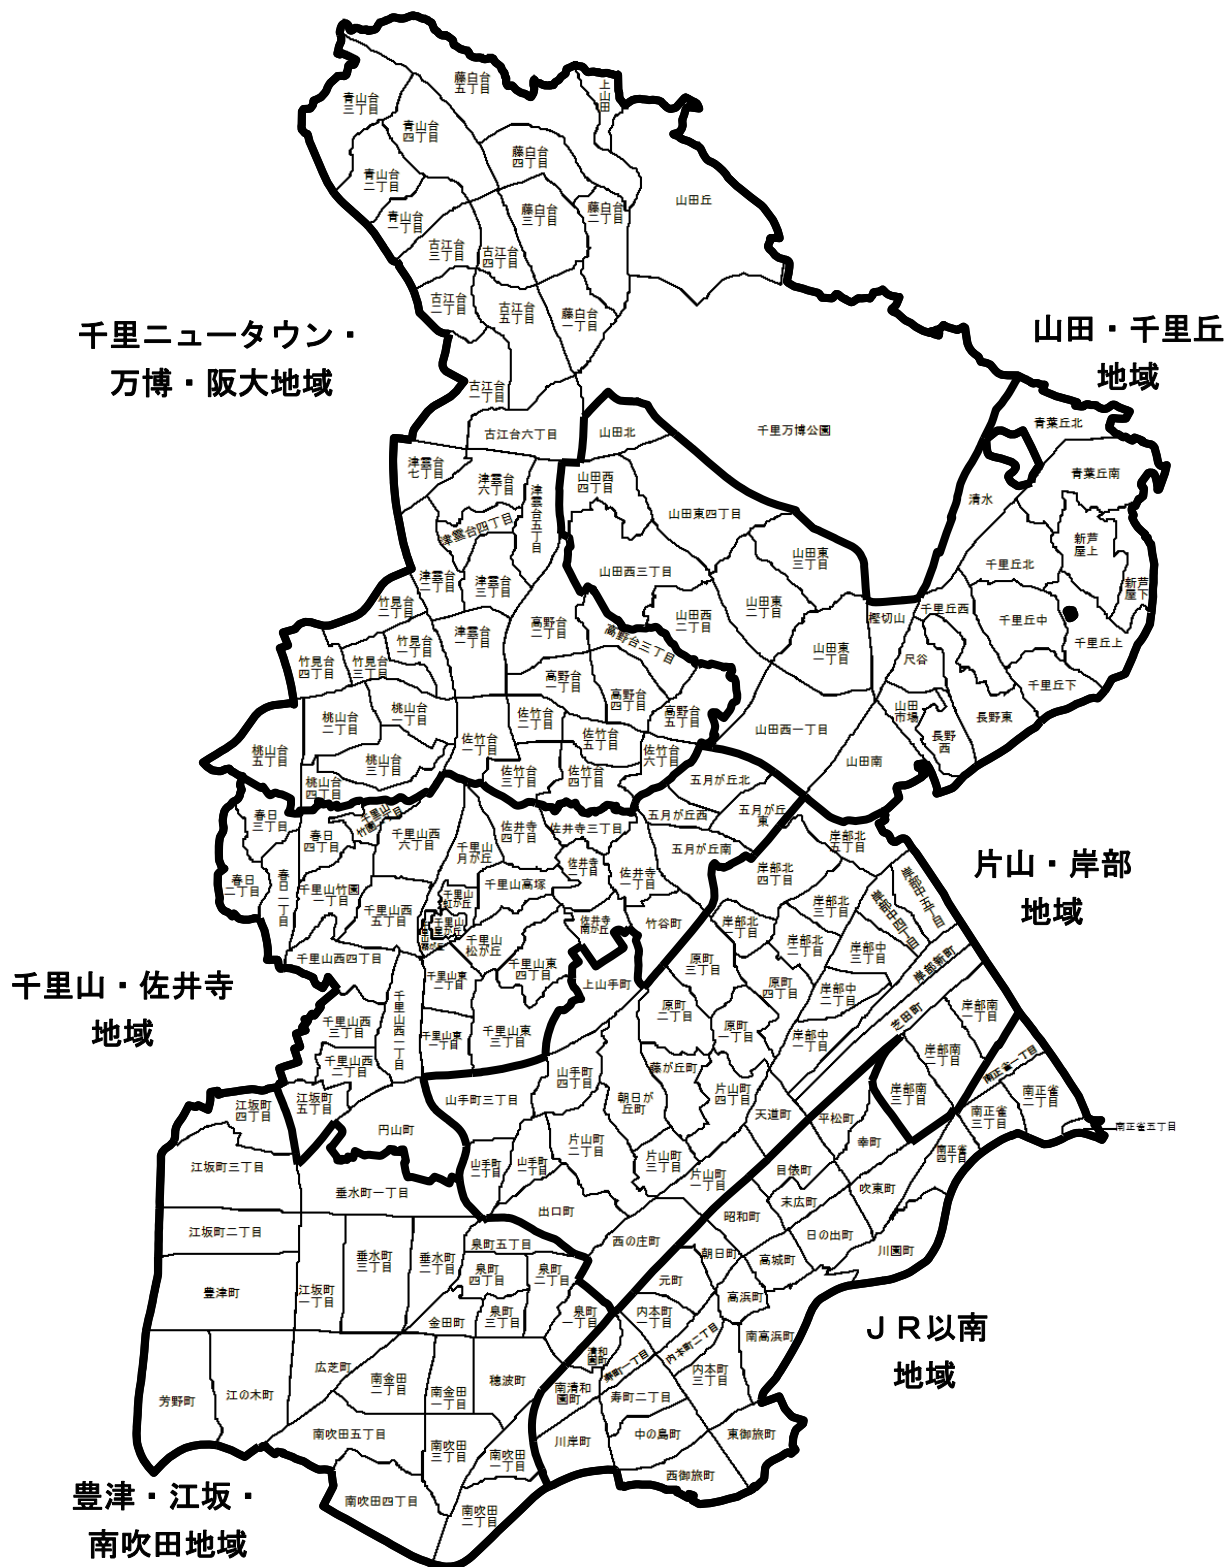 藤白台
五丁目
上山田
青山台
三丁目
青山台
四丁目
藤白台
四丁目
青山台
二丁目
山田丘
藤白台
三丁目
藤白台
二丁目
青山台
一丁目
古江台
三丁目
古江台
四丁目
古江台
二丁目
古江台
五丁目
藤白台
一丁目
千里ニュータウン・
万博・阪大地域
山田・千里丘
地域
古江台
一丁目
古江台六丁目
山田北
千里万博公園
青葉丘北
津雲台
七丁目
津雲台
六丁目
津雲台五丁目
山田西
四丁目
青葉丘南
清水
津雲台四丁目
山田東四丁目
新芦
屋上
山田東
三丁目
千里丘北
津雲台
二丁目
津雲台
三丁目
山田西三丁目
新芦
屋下
竹見台
二丁目
山田東
二丁目
千里丘西
樫切山
千里丘中
津雲台
一丁目
竹見台
一丁目
高野台
二丁目
山田西
二丁目
高野台三丁目
山田東
一丁目
千里丘上
竹見台
四丁目
竹見台
三丁目
尺谷
高野台
一丁目
高野台
四丁目
千里丘下
桃山台
二丁目
桃山台
一丁目
佐竹台
二丁目
高野台
五丁目
山田
市場
長野東
山田西一丁目
佐竹台
一丁目
佐竹台
五丁目
長野
西
桃山台
五丁目
桃山台
三丁目
佐竹台
六丁目
山田南
佐竹台
三丁目
佐竹台
四丁目
五月が丘北
桃山台
四丁目
五月が丘西
五月が丘
東
春日
三丁目
春日
四丁目
千里山
竹園二丁目
千里山西
六丁目
千里山
月が丘
佐井寺
四丁目
佐井寺三丁目
岸部北
五丁目
五月が丘南
片山・岸部
地域
春日
二丁目
春日一丁目
千里山竹園
一丁目
千里山高塚
佐井寺
二丁目
佐井寺
一丁目
岸部北
四丁目
岸部中五丁目
岸部中四丁目
千里山
虹が丘
岸部北
三丁目
千里山西
五丁目
千里山
星が丘
佐井寺
南が丘
竹谷町
岸部北
一丁目
岸部北
二丁目
千里山
松が丘
岸部中
三丁目
千里山西四丁目
千里山東
四丁目
原町
三丁目
岸部新町
千里山・佐井寺
地域
千里山東
二丁目
上山手町
原町
四丁目
岸部中
二丁目
千里山西一丁目
原町
二丁目
芝田町
岸部南
一丁目
千里山西
三丁目
千里山東
一丁目
千里山東
三丁目
原町
一丁目
岸部中
一丁目
岸部南
二丁目
千里山西
二丁目
藤が丘町
南正雀一丁目
山手町
四丁目
江坂町
五丁目
山手町三丁目
朝日が
丘町
片山町
四丁目
岸部南
三丁目
南正雀
二丁目
江坂町
四丁目
天道町
平松町
南正雀
三丁目
南正雀五丁目
円山町
片山町
二丁目
幸町
南正雀
四丁目
江坂町三丁目
山手町
二丁目
山手町
一丁目
片山町
三丁目
片山町
一丁目
目俵町
垂水町一丁目
吹東町
出口町
昭和町
末広町
江坂町二丁目
日の出町
泉町五丁目
西の庄町
川園町
垂水町
三丁目
垂水町
二丁目
朝日町
高城町
泉町
四丁目
泉町
二丁目
元町
豊津町
江坂町
一丁目
高浜町
金田町
泉町
三丁目
泉町
一丁目
内本町
一丁目
ＪＲ以南
地域
南高浜町
清和
園町
内本町二丁目
広芝町
寿町一丁目
南金田
二丁目
穂波町
内本町
三丁目
芳野町
江の木町
南金田
一丁目
南清和
園町
寿町二丁目
南吹田五丁目
川岸町
中の島町
東御旅町
南吹田
三丁目
南吹田
一丁目
西御旅町
豊津・江坂・
南吹田地域
南吹田四丁目
南吹田
二丁目